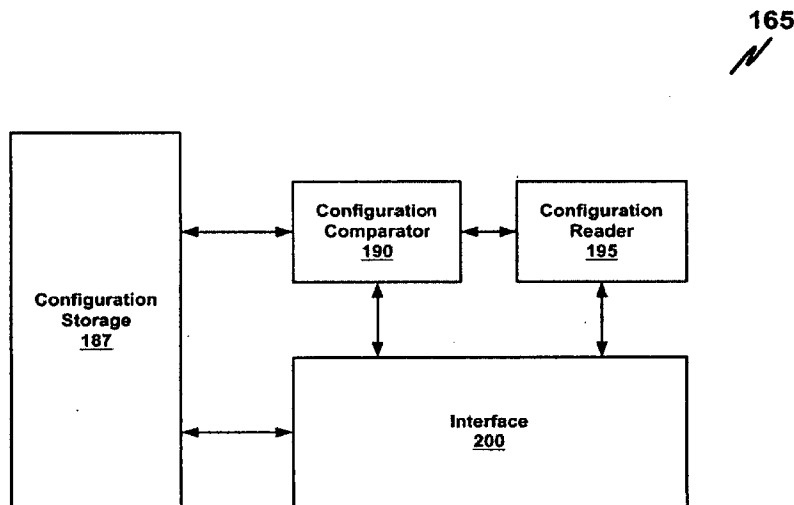 165
Configuration
Comparator
190
Configuration
Reader
195
Configuration
Storage
187
Interface
200